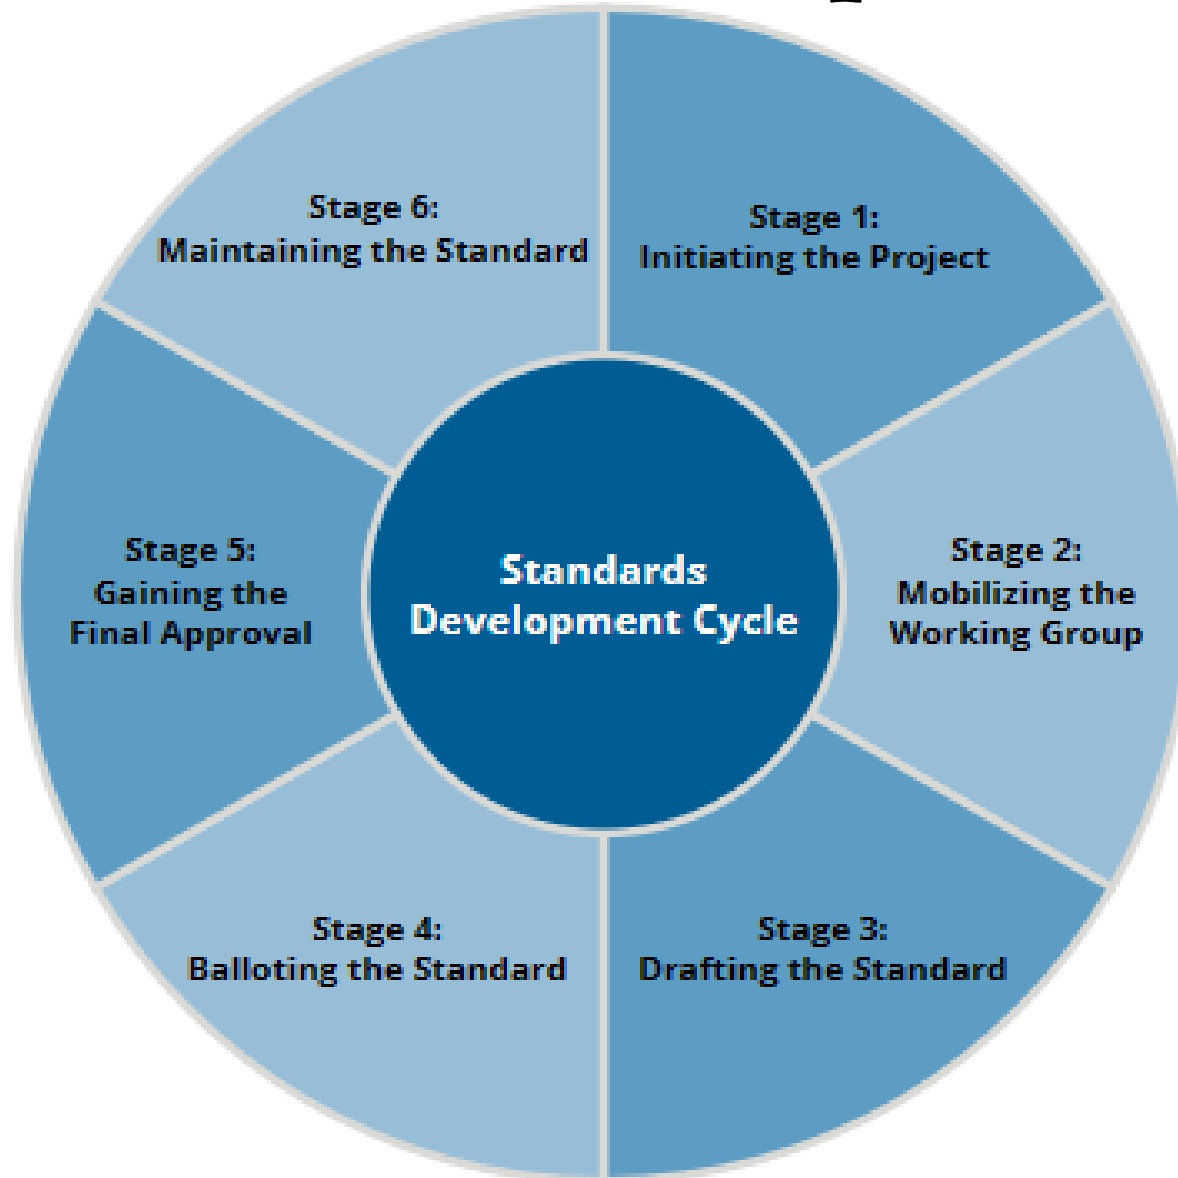 Stage 1:
Initiating the Project
Stage 2:
Mobilizing the
Working Group
Stage 3:
Drafting the Standard
Stage 4:
Balloting the Standard
Stage 5:
Gaining the
Final Approval
Stage 6:
Maintaining the Standard
Standards
Development Cycle